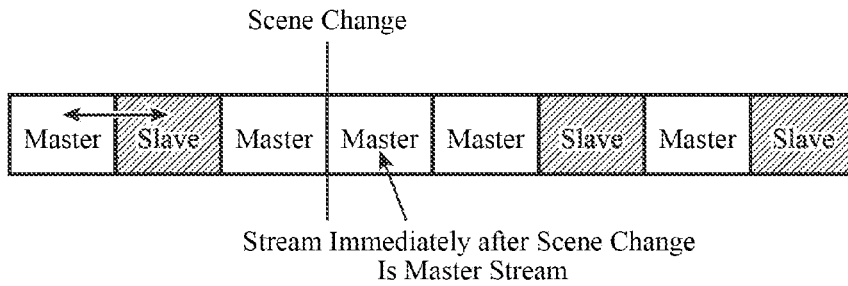 Scene Change
Master Slave Master Master Master Slave Master Slave
Stream Immediately after Scene Change
Is Master Stream